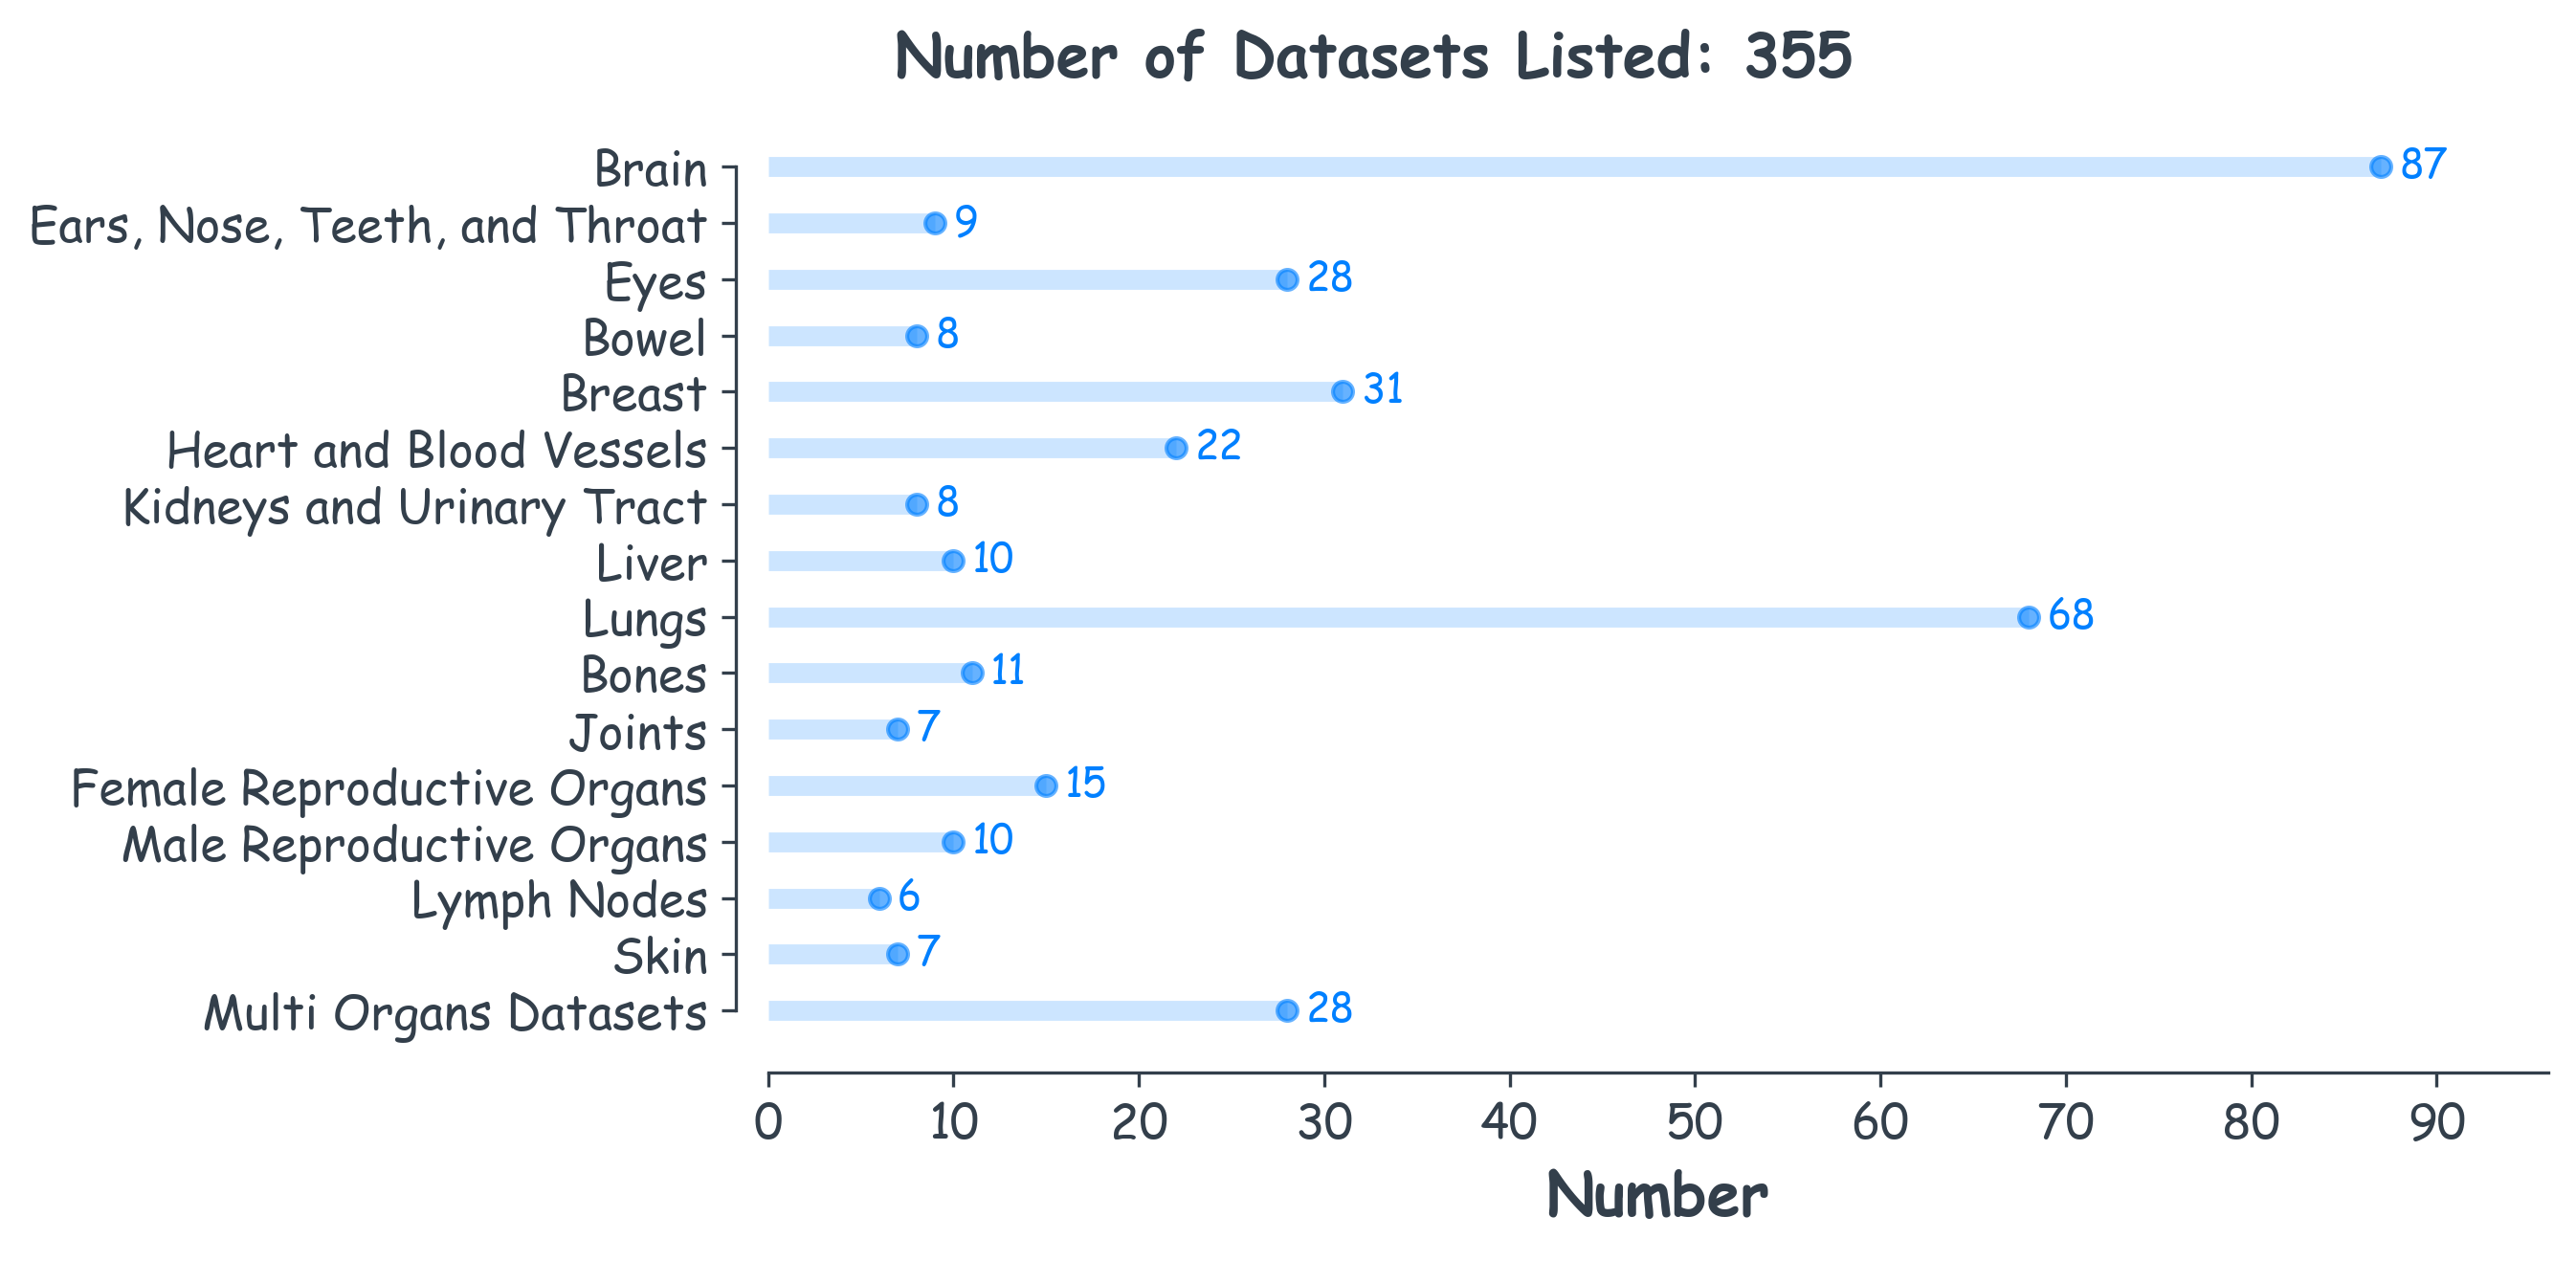 Number of Datasets Listed: 355
Brain 87
Ears, Nose, Teeth, and Throat 9
Eyes 28
Bowel 8
Breast 31
Heart and Blood Vessels 22
Kidneys and Urinary Tract 8
Liver 10
Lungs 68
Bones 11
Joints 7
Female Reproductive Organs 15
Male Reproductive Organs 10
Lymph Nodes 6
Skin 7
Multi Organs Datasets 28
0 10 20 30 40 50 60 70 80 90
Number